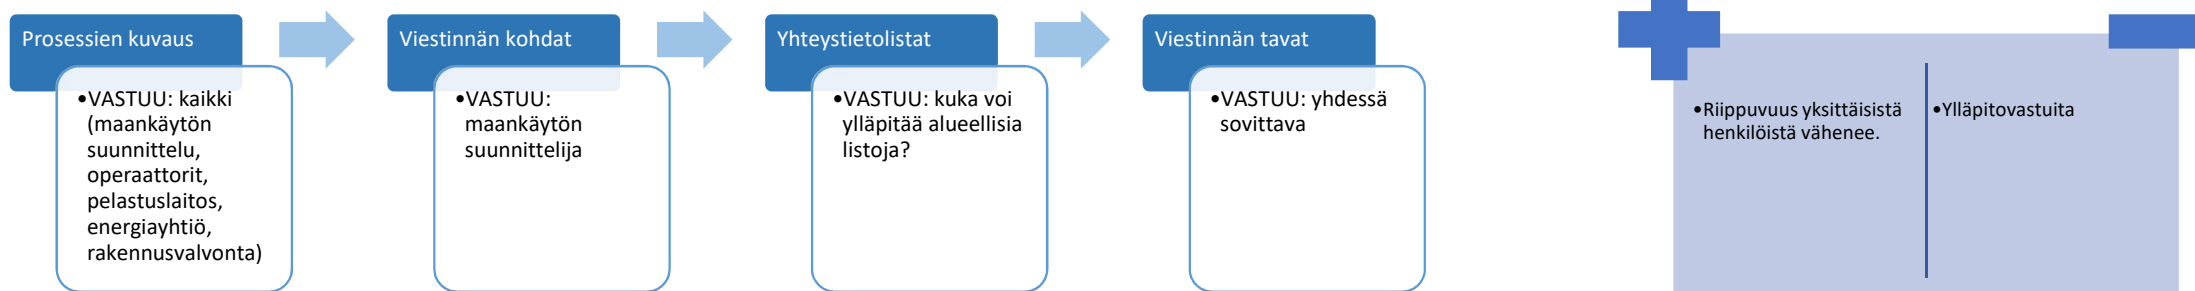 Prosessien kuvaus
•VASTUU: kaikki
(maankäytön
suunnittelu,
operaattorit,
pelastuslaitos,
energiayhtiö,
rakennusvalvonta)
Viestinnän kohdat
•VASTUU:
maankäytön
suunnittelija
Yhteystietolistat
•VASTUU: kuka voi
ylläpitää alueellisia
listoja?
Viestinnän tavat
•VASTUU: yhdessä
sovittava
•Riippuvuus yksittäisistä
henkilöistä vähenee.
•Ylläpitovastuita